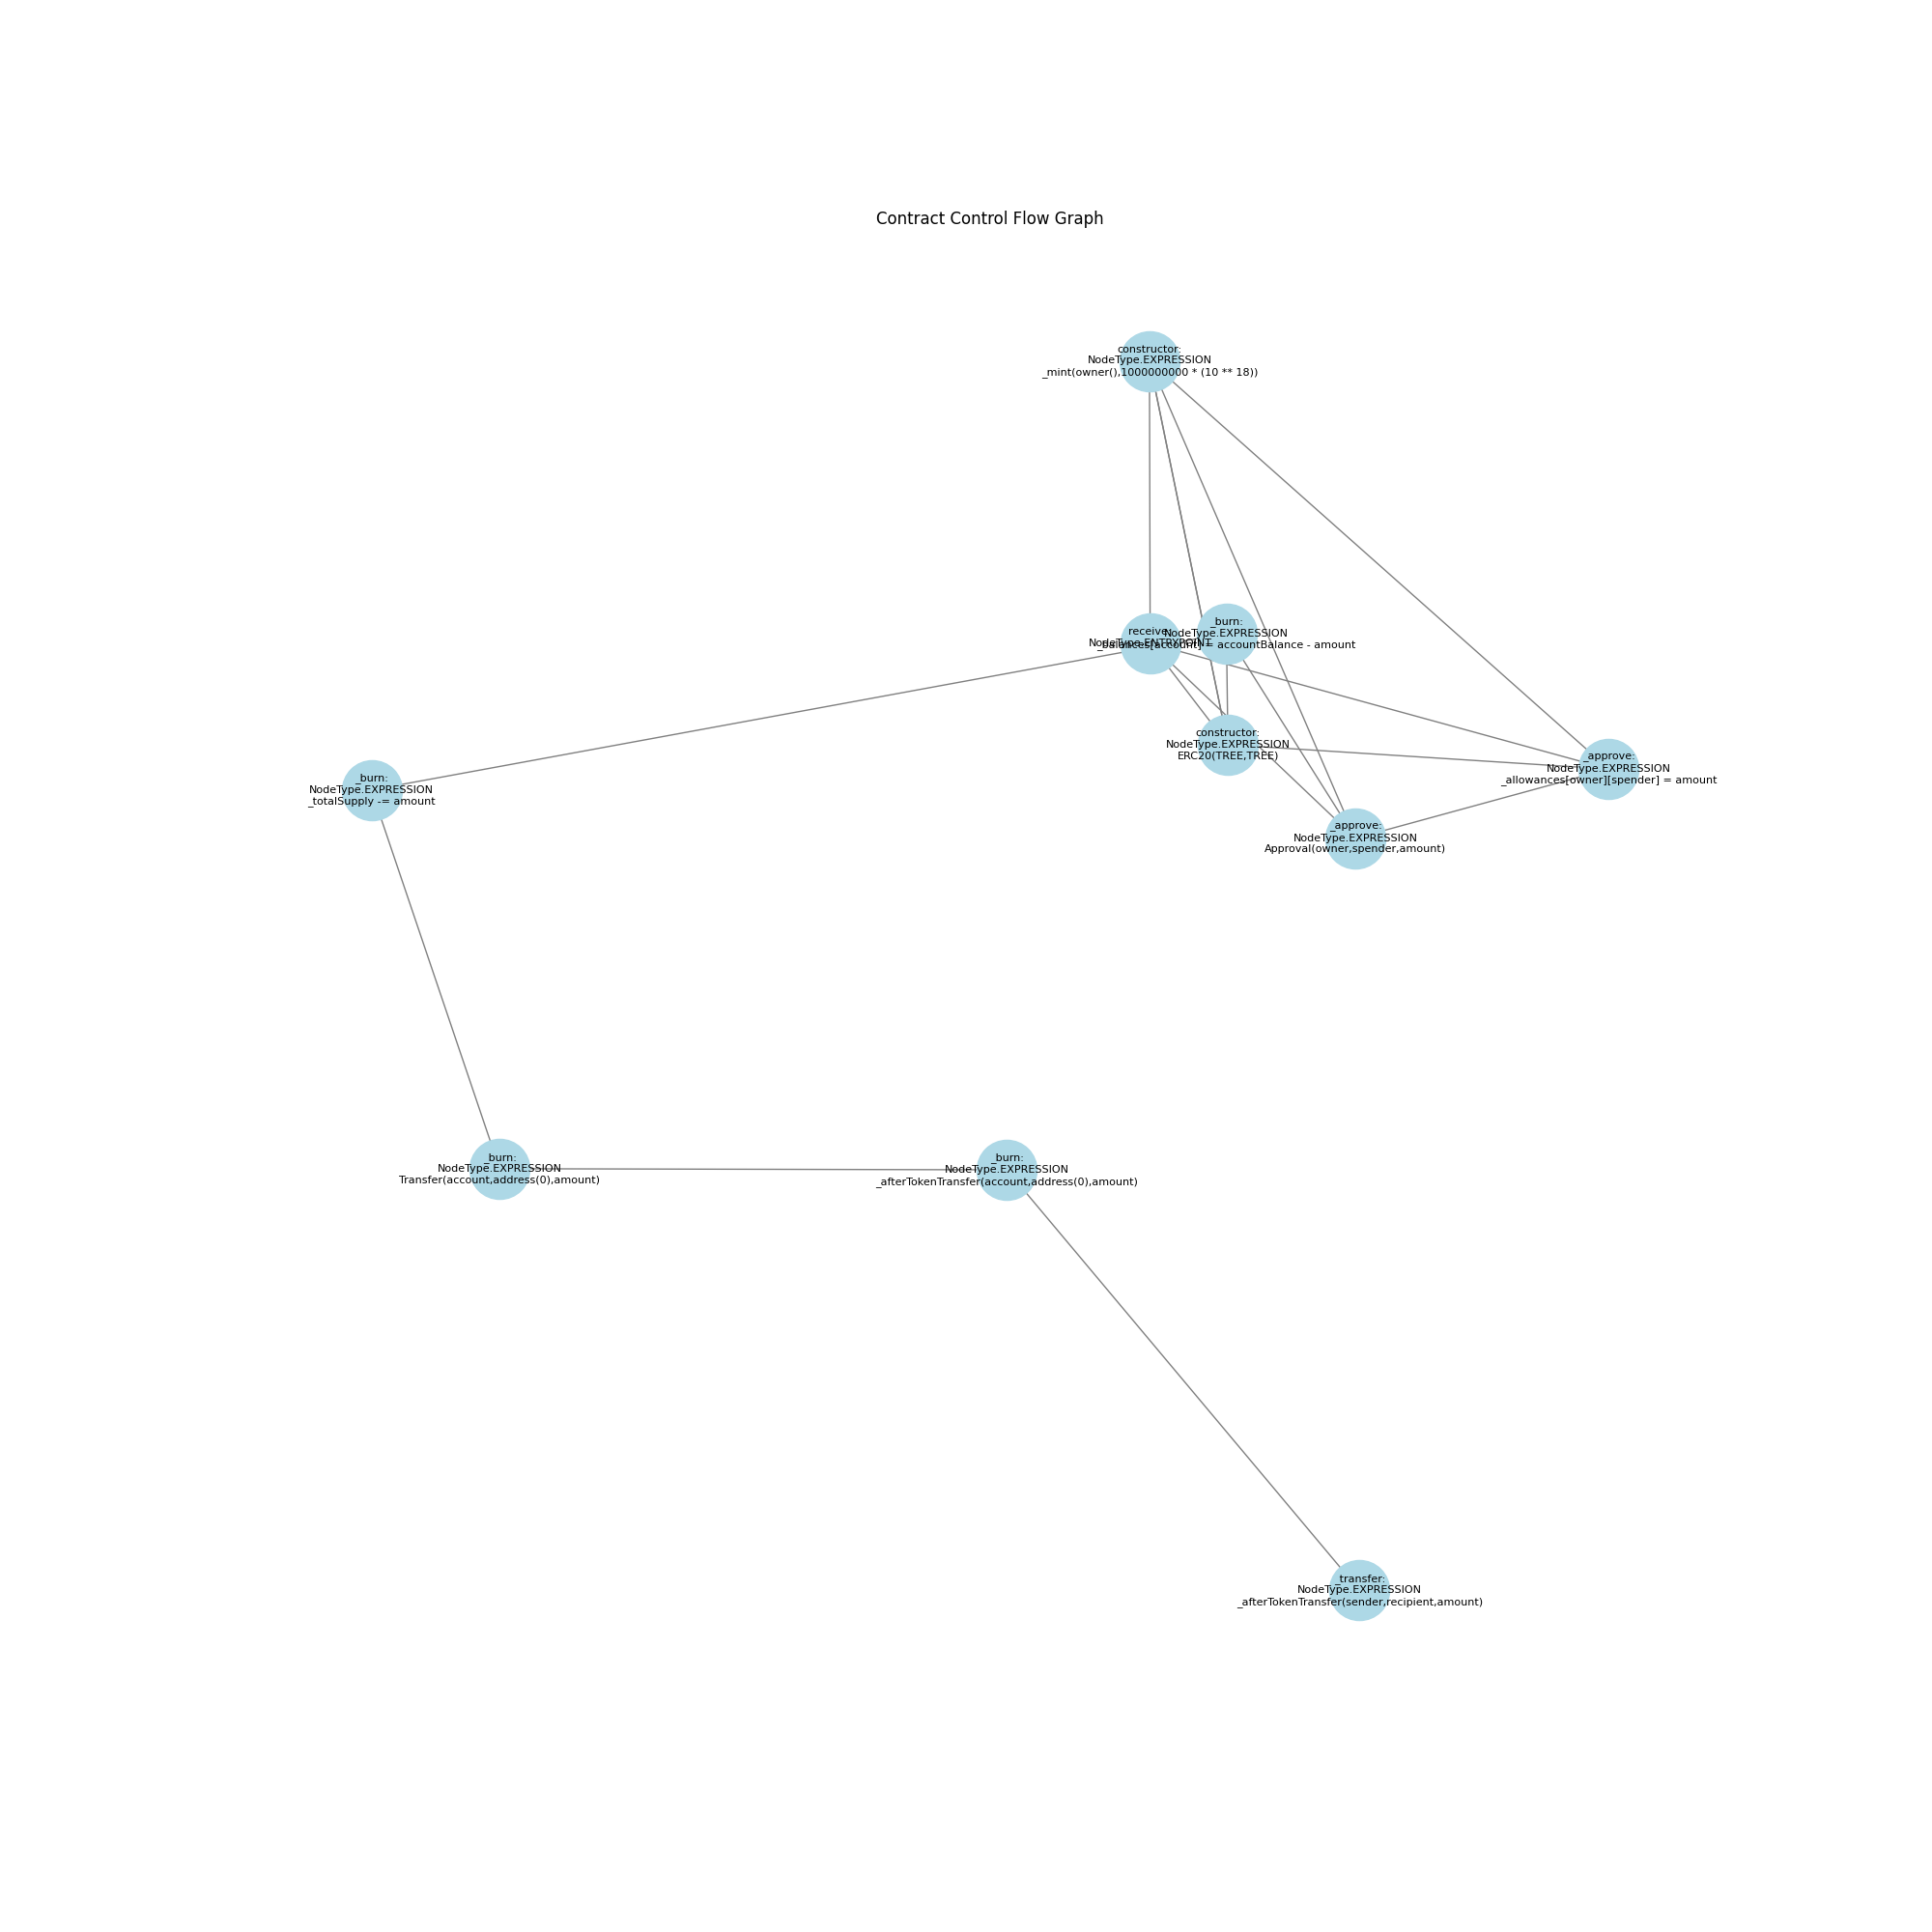 Contract Control Flow Graph
constructor:
NodeType.EXPRESSION
_mint(owner(),1000000000 * (10 ** 18))
receive:
NodeType.ENTRYPOINT
_burn:
NodeType.EXPRESSION
_balances[account] = accountBalance - amount
constructor:
NodeType.EXPRESSION
ERC20(TREE,TREE)
_approve:
NodeType.EXPRESSION
_allowances[owner][spender] = amount
_burn:
NodeType.EXPRESSION
_totalSupply -= amount
_approve:
NodeType.EXPRESSION
Approval(owner,spender,amount)
_burn:
NodeType.EXPRESSION
Transfer(account,address(0),amount)
_burn:
NodeType.EXPRESSION
_afterTokenTransfer(account,address(0),amount)
_transfer:
NodeType.EXPRESSION
_afterTokenTransfer(sender,recipient,amount)